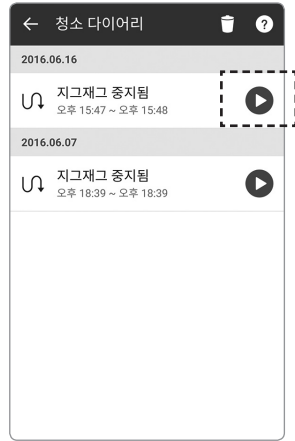 청소 다이어리
2016.06.16
지그재그 중지됨
오후 15:47 ~ 오후 15:48
2016.06.07
지그재그 중지됨
오후 18:39 ~ 오후 18:39